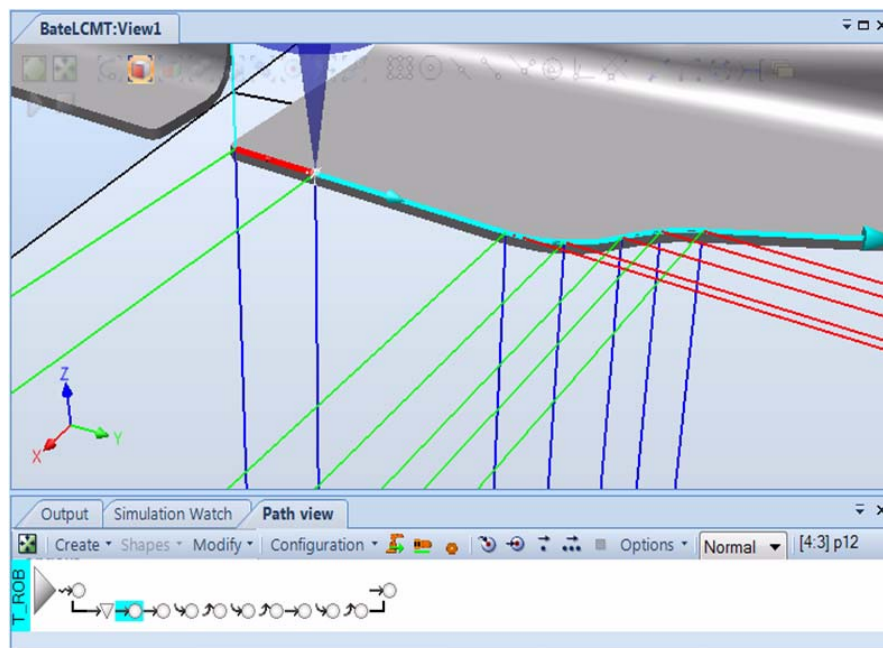 BateLCMT:View1
Z
Y
X
Output Simulation Watch Path view
Create Shapes Modify Configuration Options Normal [4:3] p12
T_ROB